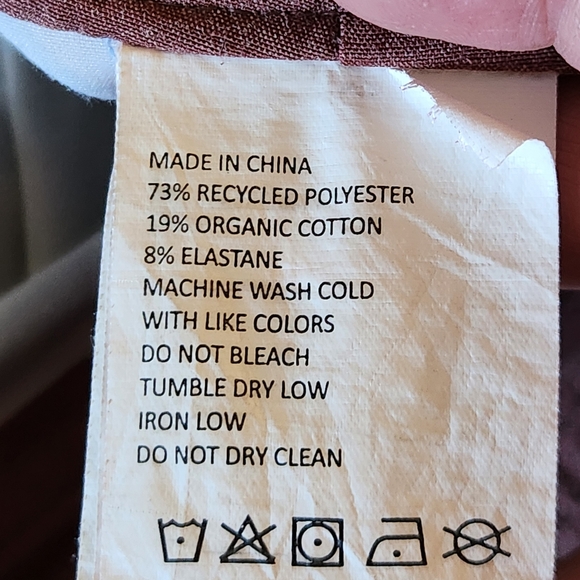 MADE IN CHINA
73% RECYCLED POLYESTER
19% ORGANIC COTTON
8% ELASTANE
MACHINE WASH COLD
WITH LIKE COLORS
DO NOT BLEACH
TUMBLE DRY LOW
IRON LOW
DO NOT DRY CLEAN